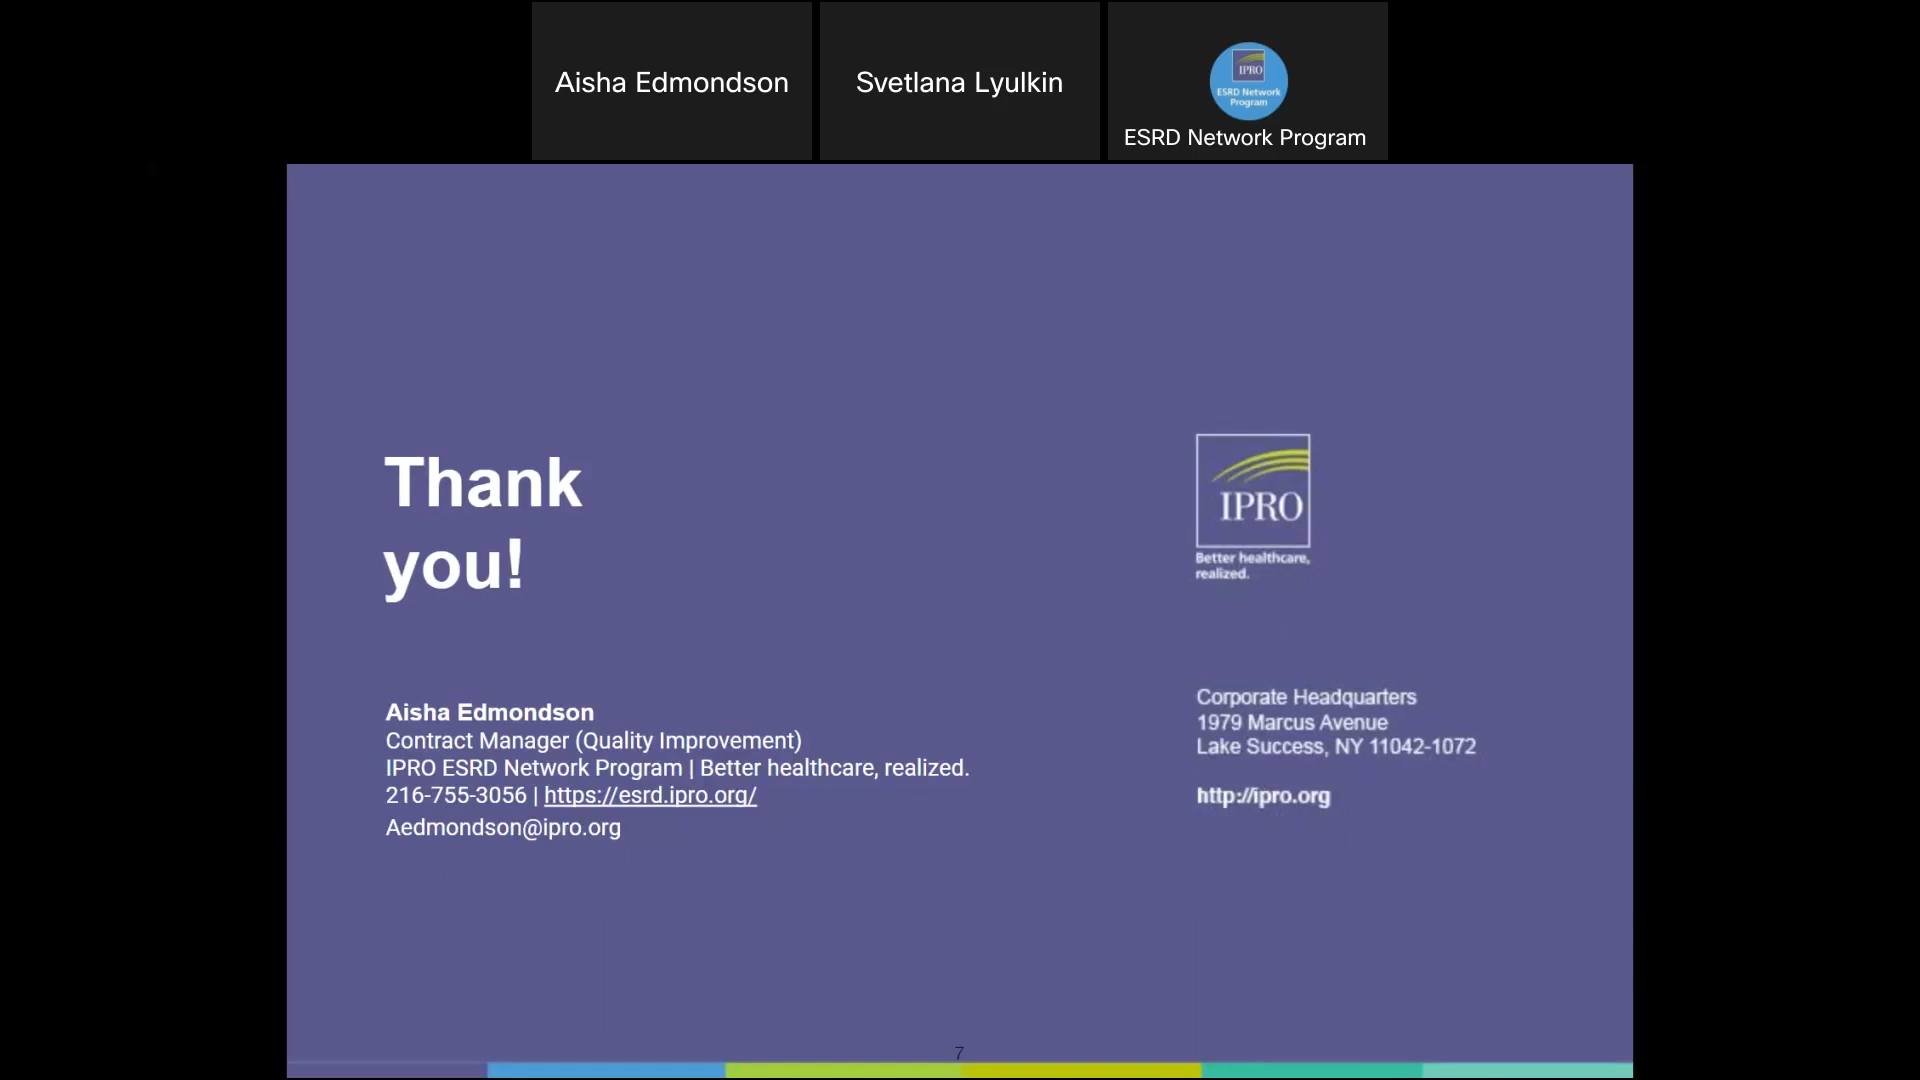 Aisha Edmondson
Svetlana Lyulkin
IPRO
ESRD Network
Program
ESRD Network Program
Thank
you!
IPRO
Better healthcare,
realized.
Aisha Edmondson
Contract Manager (Quality Improvement)
IPRO ESRD Network Program | Better healthcare, realized.
216-755-3056 | https://esrd.ipro.org/
Aedmondson@ipro.org
Corporate Headquarters
1979 Marcus Avenue
Lake Success, NY 11042-1072
http://ipro.org
7